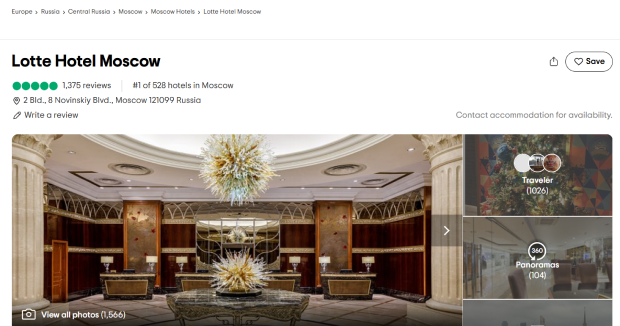 Europe > Russia > Central Russia > Moscow > Moscow Hotels > Lotte Hotel Moscow
Lotte Hotel Moscow
Save
1,375 reviews
#1 of 528 hotels in Moscow
2 Bld., 8 Novinskiy Blvd., Moscow 121099 Russia
Write a review
Contact accommodation for availability.
Traveler
(1026)
360
Panoramas
(104)
View all photos (1,566)